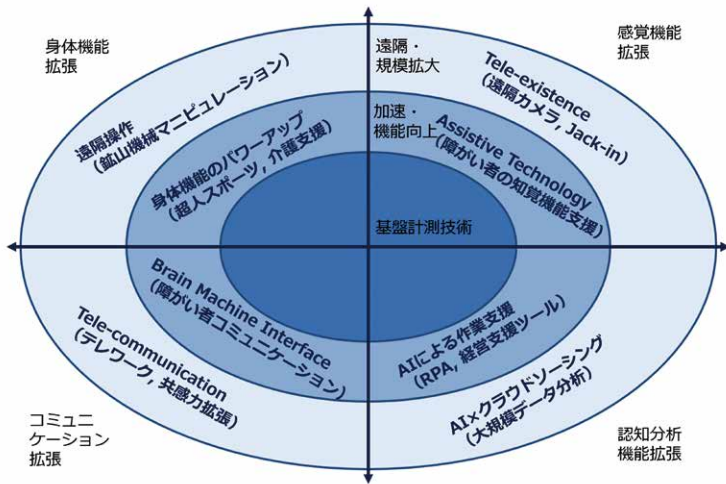 身体機能
拡張
遠隔・
規模拡大
感覚機能
拡張
遠隔操作
(鉱山機械マニピュレーション)
Tele-existence
(遠隔カメラ, Jack-in)
加速・
機能向上
身体機能のパワーアップ
(超人スポーツ, 介護支援)
Assistive Technology
(障がい者の知覚機能支援)
基盤計測技術
Brain Machine Interface
(障がい者コミュニケーション)
AIによる作業支援
(RPA, 経営支援ツール)
Tele-communication
(テレワーク, 共感力拡張)
AI×クラウドソーシング
(大規模データ分析)
コミュニ
ケーション
拡張
認知分析
機能拡張